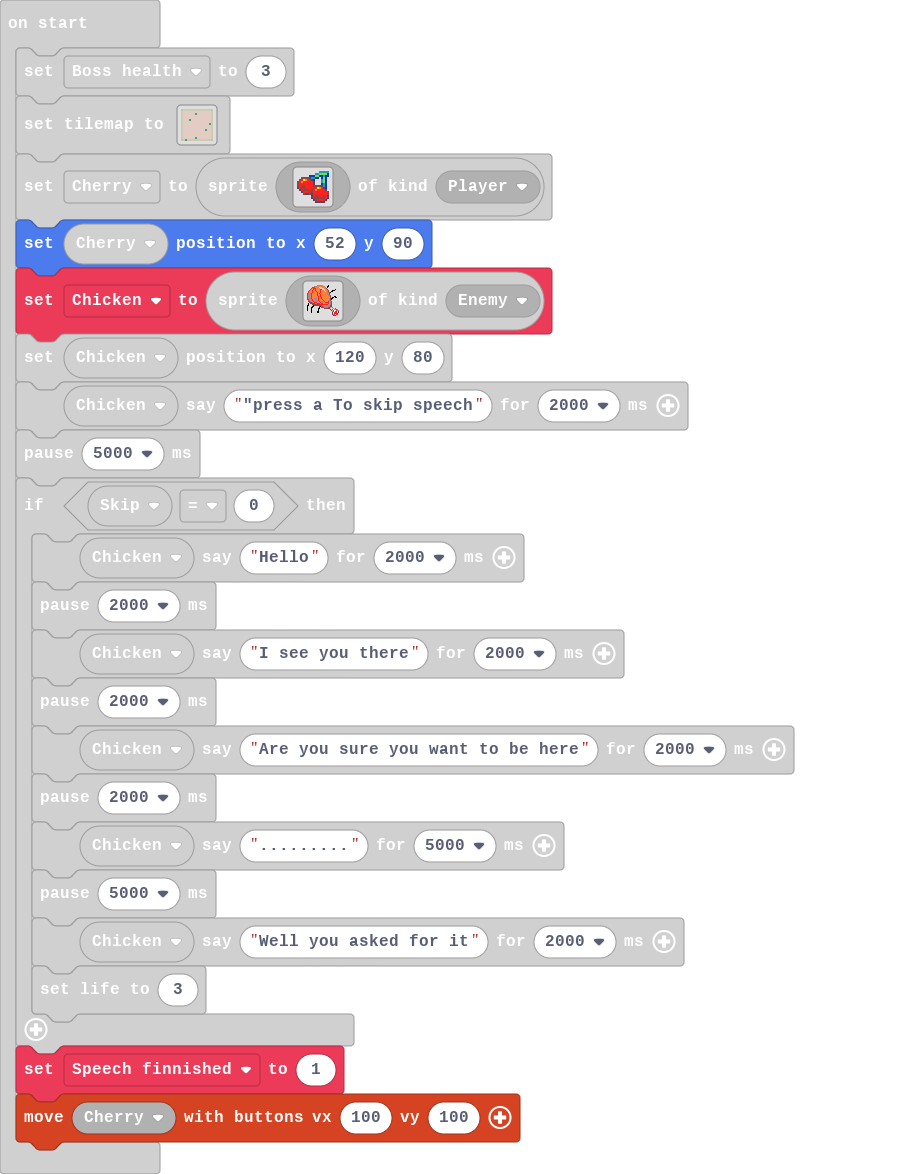 on start
set Boss health to 3
set tilemap to
set Cherry to sprite of kind Player
set Cherry position to x 52 y 90
set Chicken to sprite of kind Enemy
set Chicken position to x 120 y 80
Chicken say ""press a To skip speech" for 2000 ms
pause 5000 ms
if Skip = 0 then
Chicken say "Hello" for 2000 ms
pause 2000 ms
Chicken say "I see you there" for 2000 ms
pause 2000 ms
Chicken say "Are you sure you want to be here" for 2000 ms
pause 2000 ms
Chicken say "........." for 5000 ms
pause 5000 ms
Chicken say "Well you asked for it" for 2000 ms
set life to 3
set Speech finnished to 1
move Cherry with buttons vx 100 vy 100